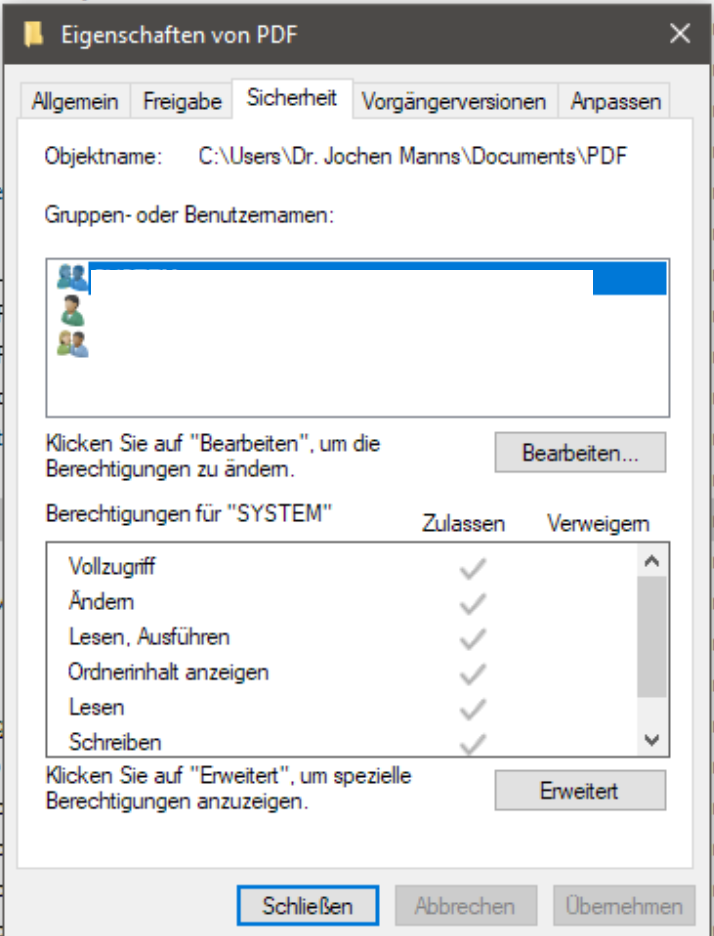 Eigenschaften von PDF
Allgemein Freigabe Sicherheit Vorgängerversionen Anpassen
Objektname: C:\Users\Dr. Jochen Manns\Documents\PDF
Gruppen- oder Benutzernamen:
Klicken Sie auf "Bearbeiten", um die
Berechtigungen zu ändern.
Bearbeiten...
Berechtigungen für "SYSTEM"
Zulassen Verweigern
Vollzugriff
Ändern
Lesen, Ausführen
Ordnerinhalt anzeigen
Lesen
Schreiben
Klicken Sie auf "Erweitert", um spezielle
Berechtigungen anzuzeigen.
Erweitert
Schließen Abbrechen Übernehmen